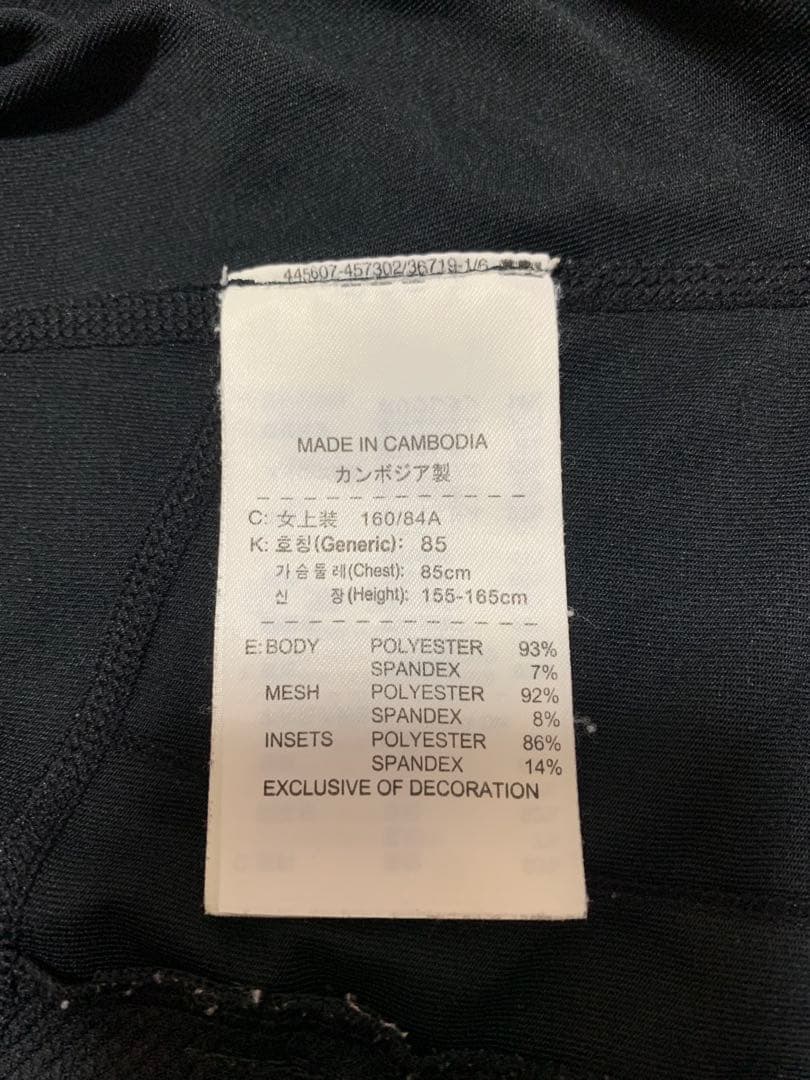 445607-457302/36719-1/6
MADE IN CAMBODIA
カンボジア製
C: 女上装 160/84A
K: 호칭(Generic): 85
가슴둘레(Chest): 85cm
신 장(Height): 155-165cm
E: BODY POLYESTER 93%
SPANDEX 7%
MESH POLYESTER 92%
SPANDEX 8%
INSETS POLYESTER 86%
SPANDEX 14%
EXCLUSIVE OF DECORATION